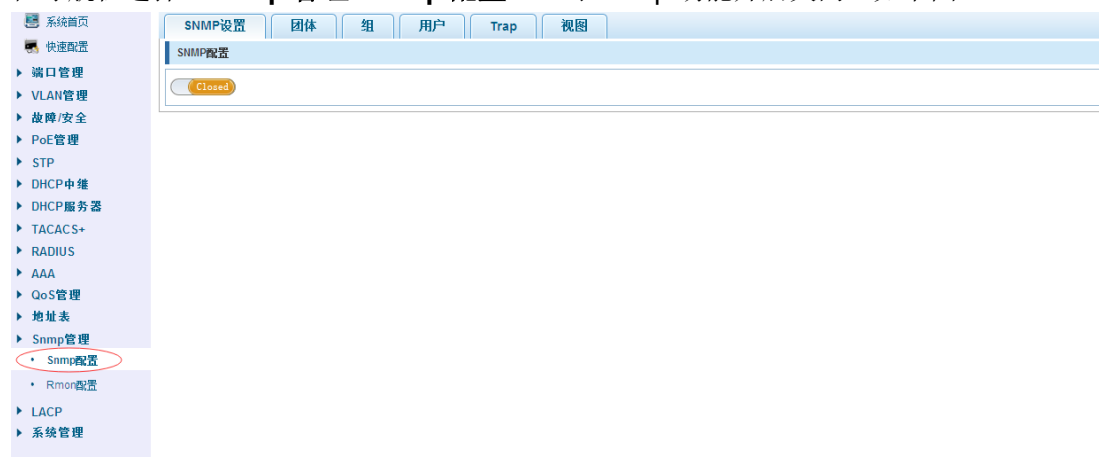 系统首页
快速配置
端口管理
VLAN管理
故障/安全
PoE管理
STP
DHCP中继
DHCP服务器
TACACS+
RADIUS
AAA
QoS管理
地址表
Snmp管理
Snmp配置
Rmon配置
LACP
系统管理
SNMP设置 团体 组 用户 Trap 视图
SNMP配置
Closed